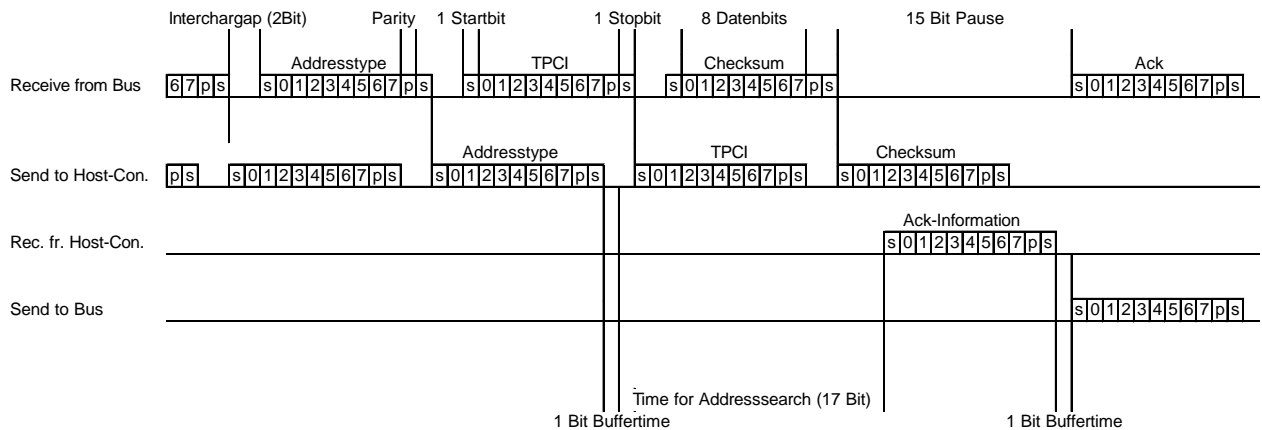 Interchargap (2Bit) Parity 1 Startbit 1 Stopbit 8 Datenbits 15 Bit Pause
Addresstype TPCI Checksum Ack
Receive from Bus 6 7 p s s 0 1 2 3 4 5 6 7 p s s 0 1 2 3 4 5 6 7 p s s 0 1 2 3 4 5 6 7 p s s 0 1 2 3 4 5 6 7 p s
Addresstype TPCI Checksum
Send to Host-Con. p s s 0 1 2 3 4 5 6 7 p s s 0 1 2 3 4 5 6 7 p s s 0 1 2 3 4 5 6 7 p s s 0 1 2 3 4 5 6 7 p s
Ack-Information
Rec. fr. Host-Con. s 0 1 2 3 4 5 6 7 p s
Send to Bus s 0 1 2 3 4 5 6 7 p s
Time for Addresssearch (17 Bit)
1 Bit Buffertime 1 Bit Buffertime